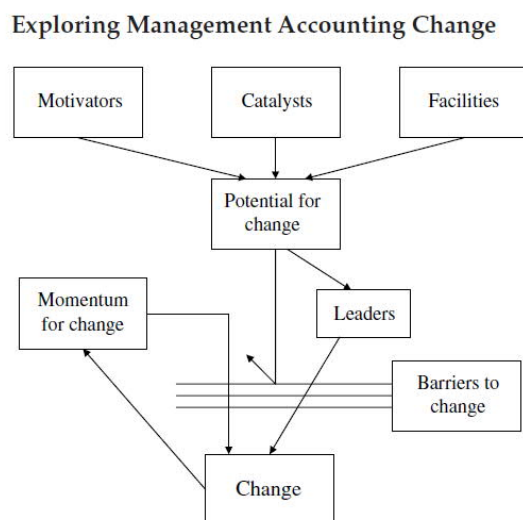 Exploring Management Accounting Change
Motivators
Catalysts
Facilities
Potential for
change
Momentum
for change
Leaders
Barriers to
change
Change